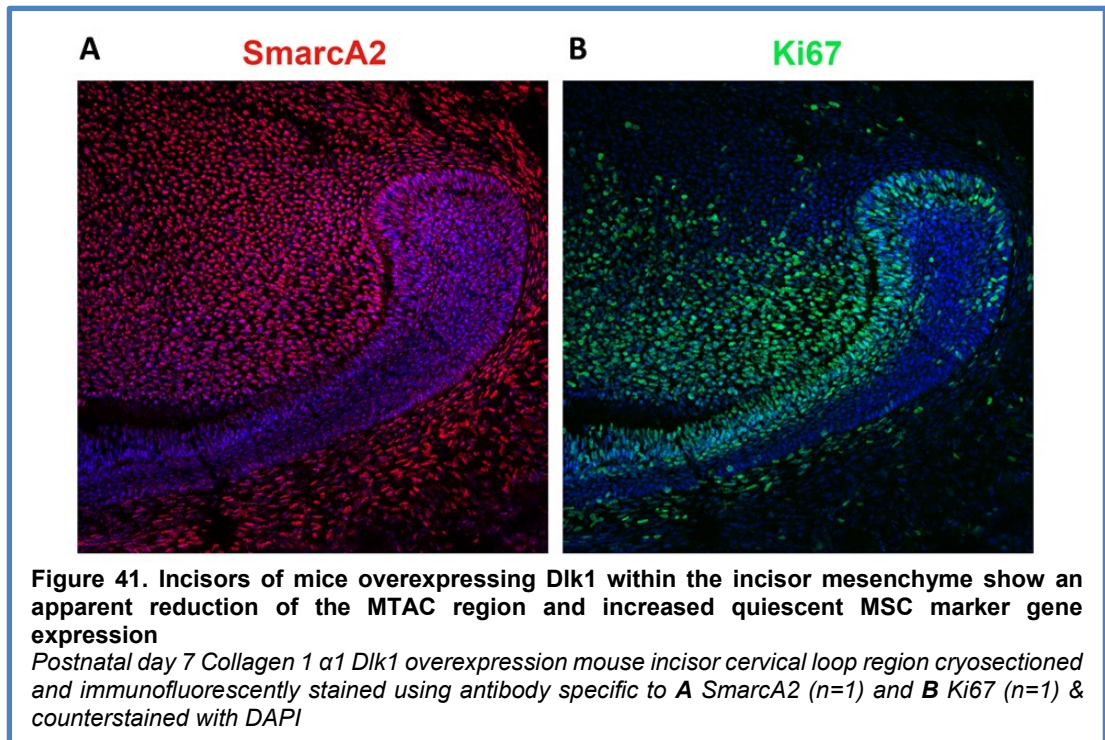 A SmarcA2 B Ki67
Figure 41. Incisors of mice overexpressing Dlk1 within the incisor mesenchyme show an
apparent reduction of the MTAC region and increased quiescent MSC marker gene
expression
Postnatal day 7 Collagen 1 α1 Dlk1 overexpression mouse incisor cervical loop region cryosectioned
and immunofluorescently stained using antibody specific to A SmarcA2 (n=1) and B Ki67 (n=1) &
counterstained with DAPI